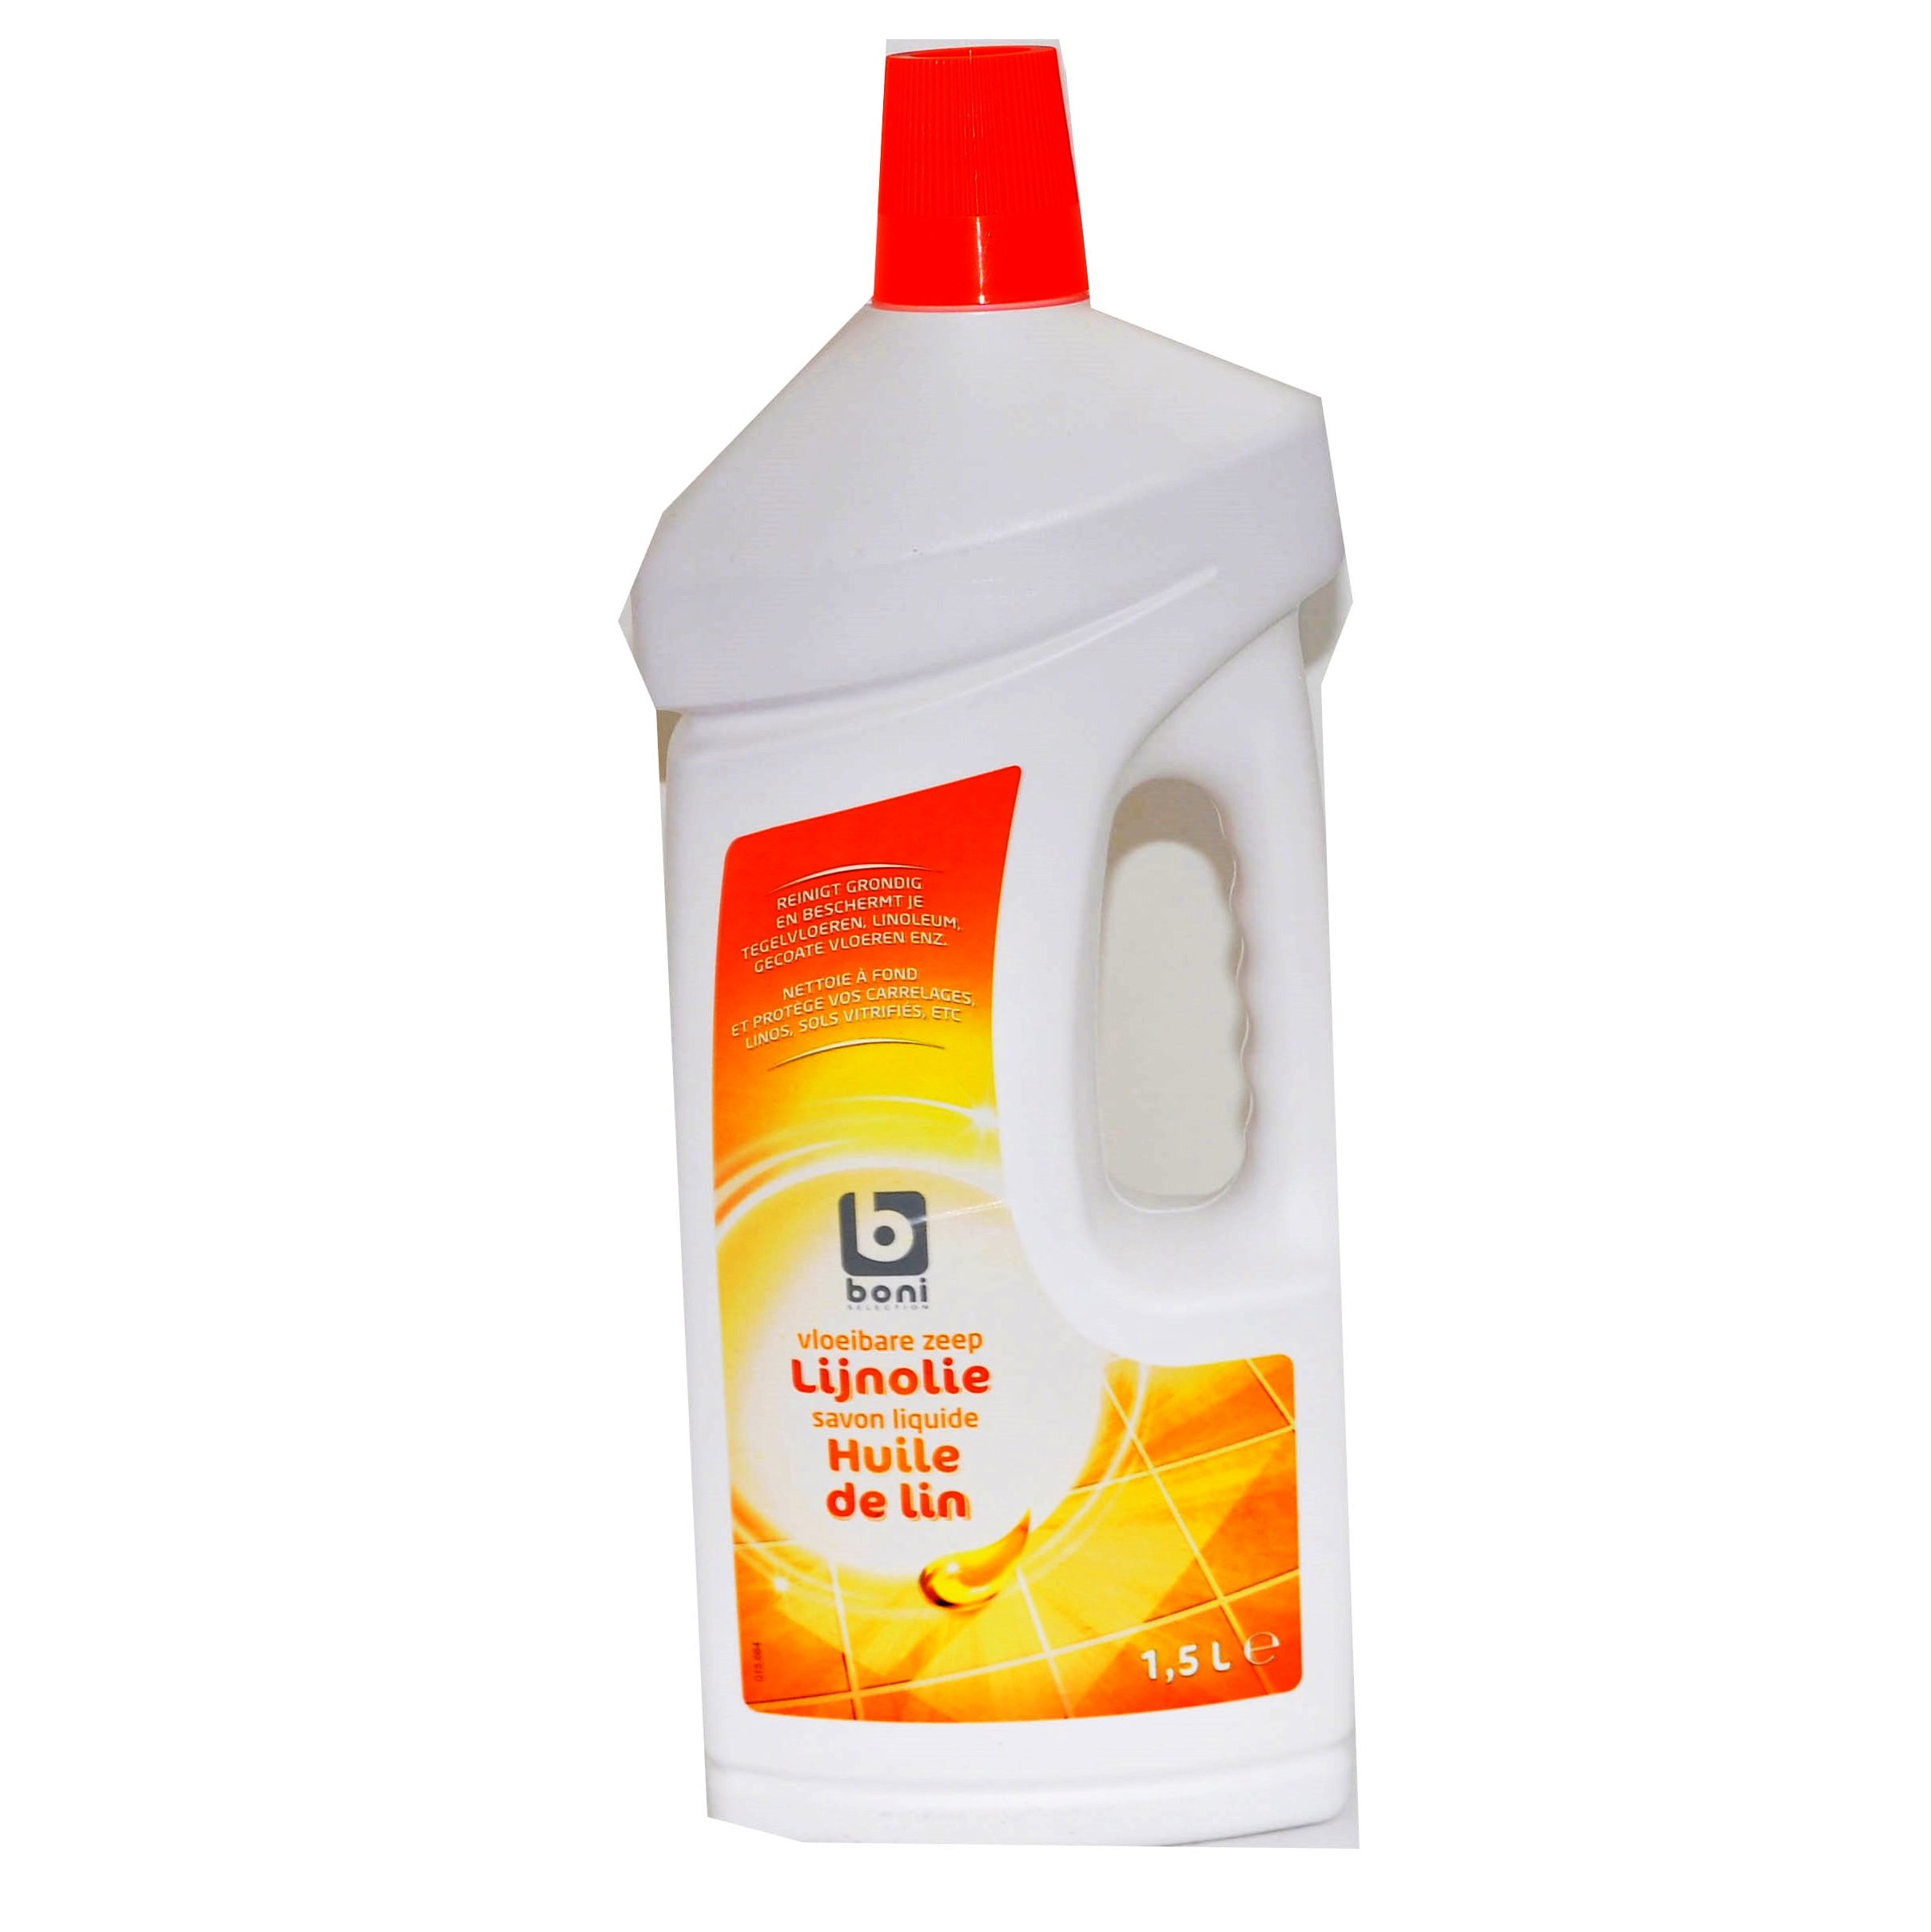 REINIGT GRONDIG
EN BESCHERMT JE
TEGELVLOEREN, LINOLEUM,
GECOATE VLOEREN ENZ.
NETTOIE À FOND
ET PROTÈGE VOS CARRELAGES,
LINOS, SOLS VITRIFIÉS, ETC
b
boni
SELECTION
vloeibare zeep
Lijnolie
savon liquide
Huile
de lin
1,5 L e